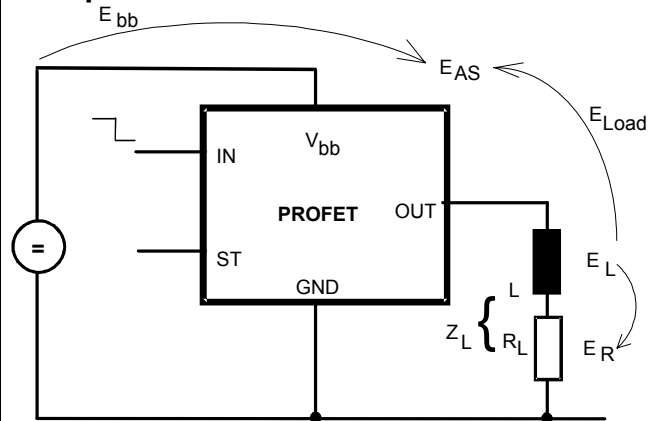 E bb
E AS
E Load
V bb
IN
PROFET
OUT
=
ST
GND
E L
L
Z L { R L
E R